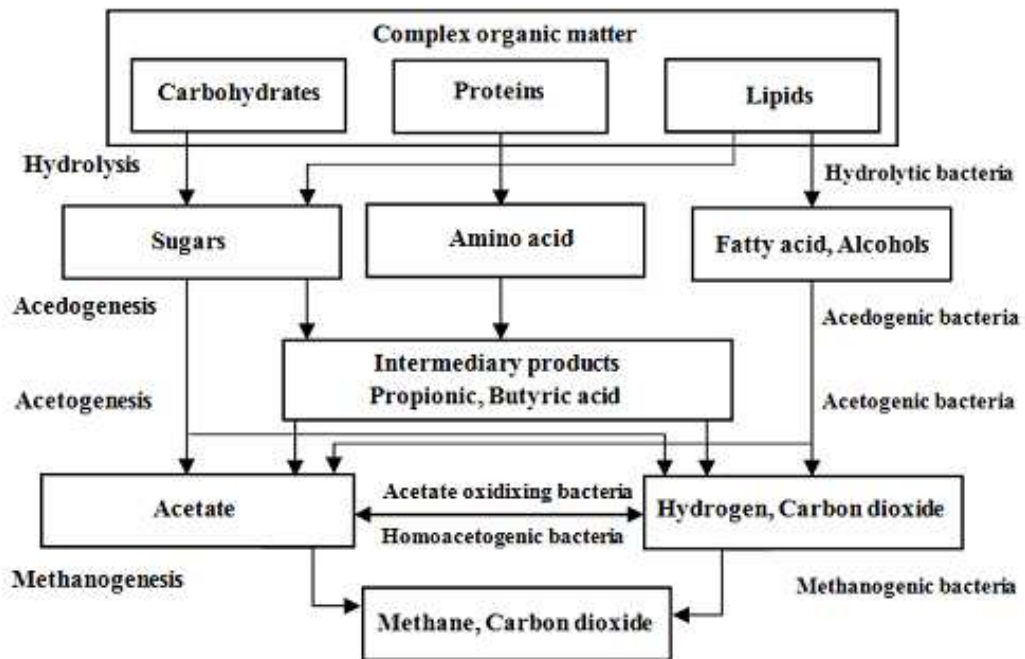 Complex organic matter
Carbohydrates
Proteins
Lipids
Hydrolysis
Hydrolytic bacteria
Sugars
Amino acid
Fatty acid, Alcohols
Acedogenesis
Acedogenic bacteria
Intermediary products
Propionic, Butyric acid
Acetogenesis
Acetogenic bacteria
Acetate
Acetate oxidixing bacteria
Homoacetogenic bacteria
Hydrogen, Carbon dioxide
Methanogenesis
Methanogenic bacteria
Methane, Carbon dioxide